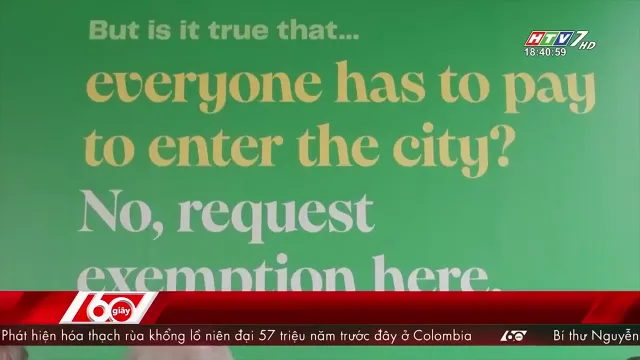 But is it true that...
HTV7 HD
18:40:59
everyone has to pay
to enter the city?
No, request
exemption here.
60 giây
Phát hiện hóa thạch rùa khổng lồ niên đại 57 triệu năm trước đây ở Colombia 60 Bí thư Nguyễn